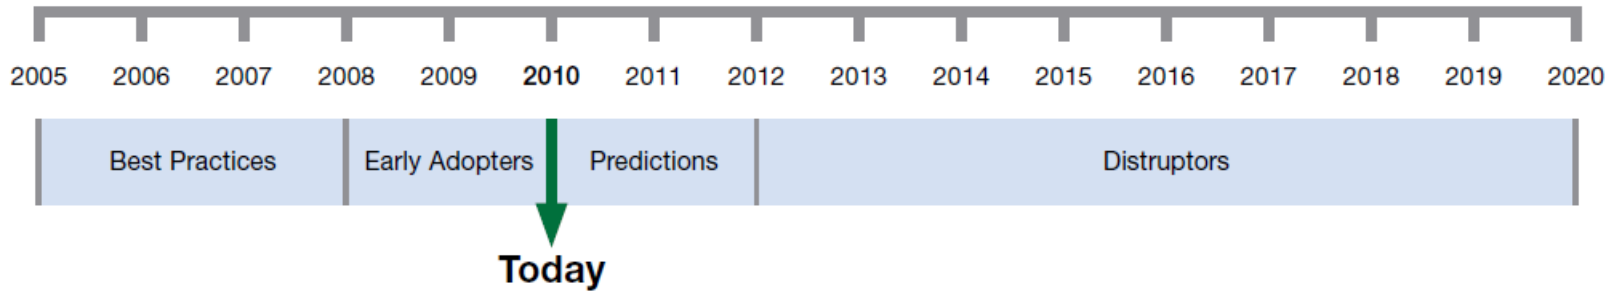 2005 2006 2007 2008 2009 2010 2011 2012 2013 2014 2015 2016 2017 2018 2019 2020
Best Practices Early Adopters Predictions Distruptors
Today